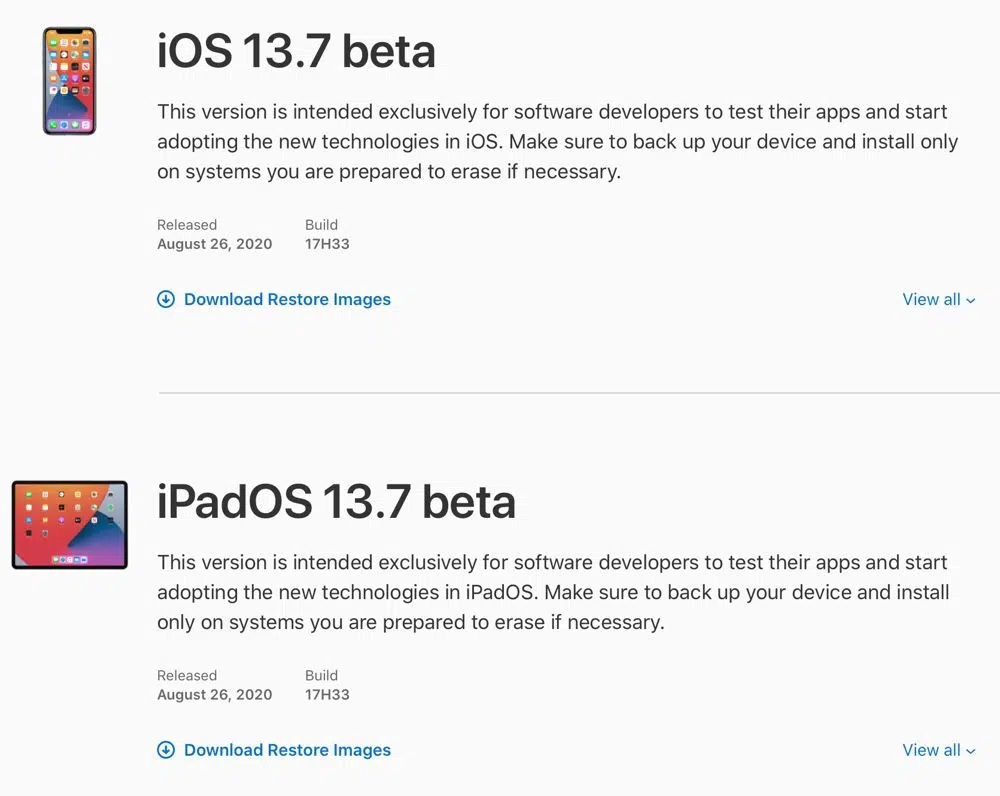 iOS 13.7 beta
This version is intended exclusively for software developers to test their apps and start
adopting the new technologies in iOS. Make sure to back up your device and install only
on systems you are prepared to erase if necessary.
Released Build
August 26, 2020 17H33
Download Restore Images View all
iPadOS 13.7 beta
This version is intended exclusively for software developers to test their apps and start
adopting the new technologies in iPadOS. Make sure to back up your device and install
only on systems you are prepared to erase if necessary.
Released Build
August 26, 2020 17H33
Download Restore Images View all